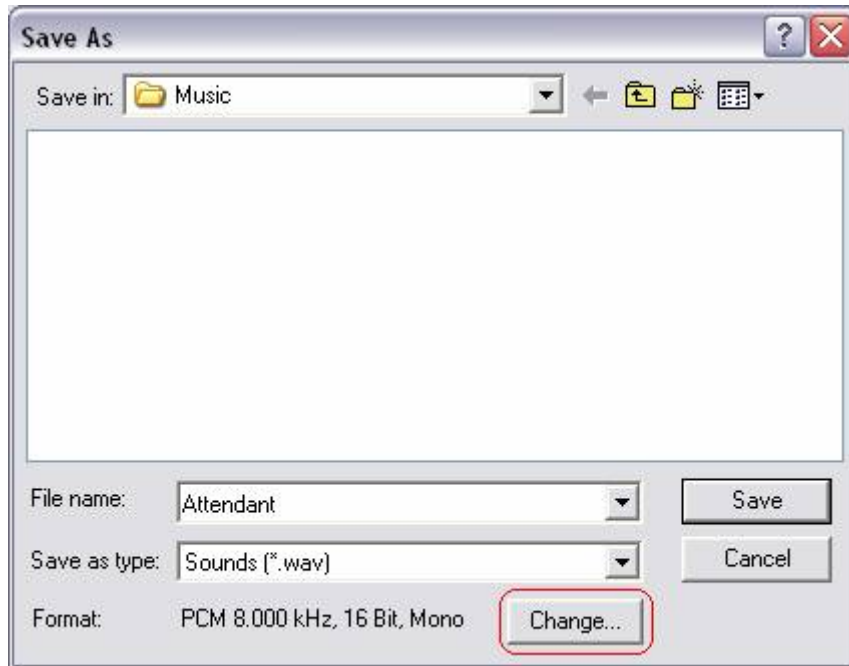 Save As
Save in: Music
File name: Attendant Save
Save as type: Sounds (*.wav) Cancel
Format: PCM 8.000 kHz, 16 Bit, Mono Change...